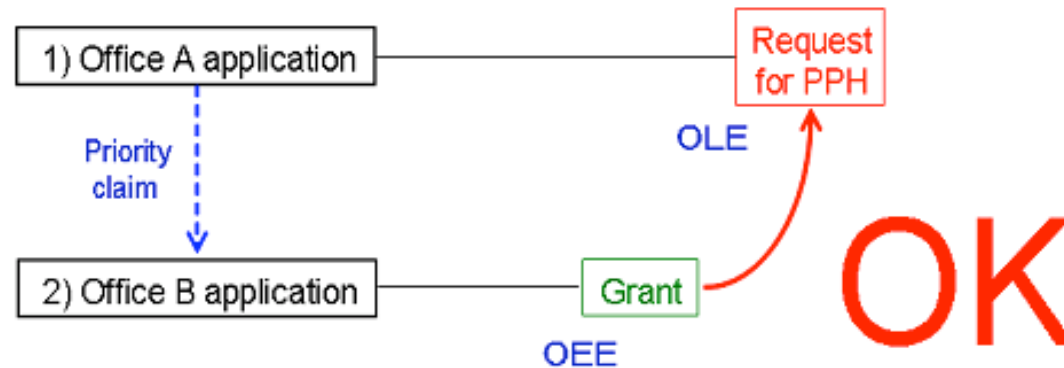 1) Office A application
Request
for PPH
OLE
Priority
claim
2) Office B application
Grant
OEE
OK